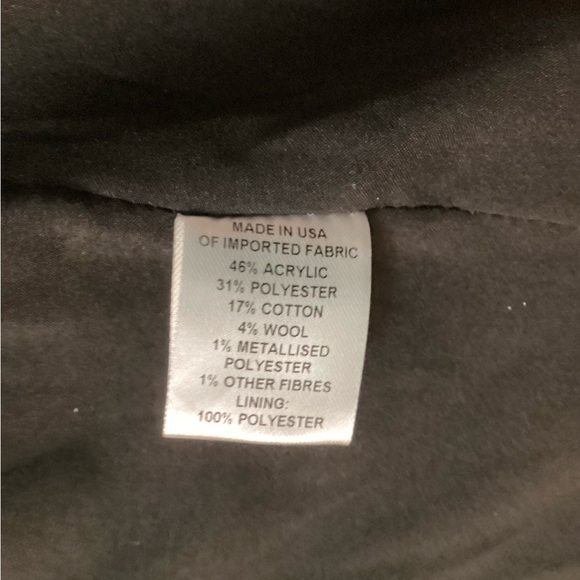 MADE IN USA
OF IMPORTED FABRIC
46% ACRYLIC
31% POLYESTER
17% COTTON
4% WOOL
1% METALLISED
POLYESTER
1% OTHER FIBRES
LINING:
100% POLYESTER